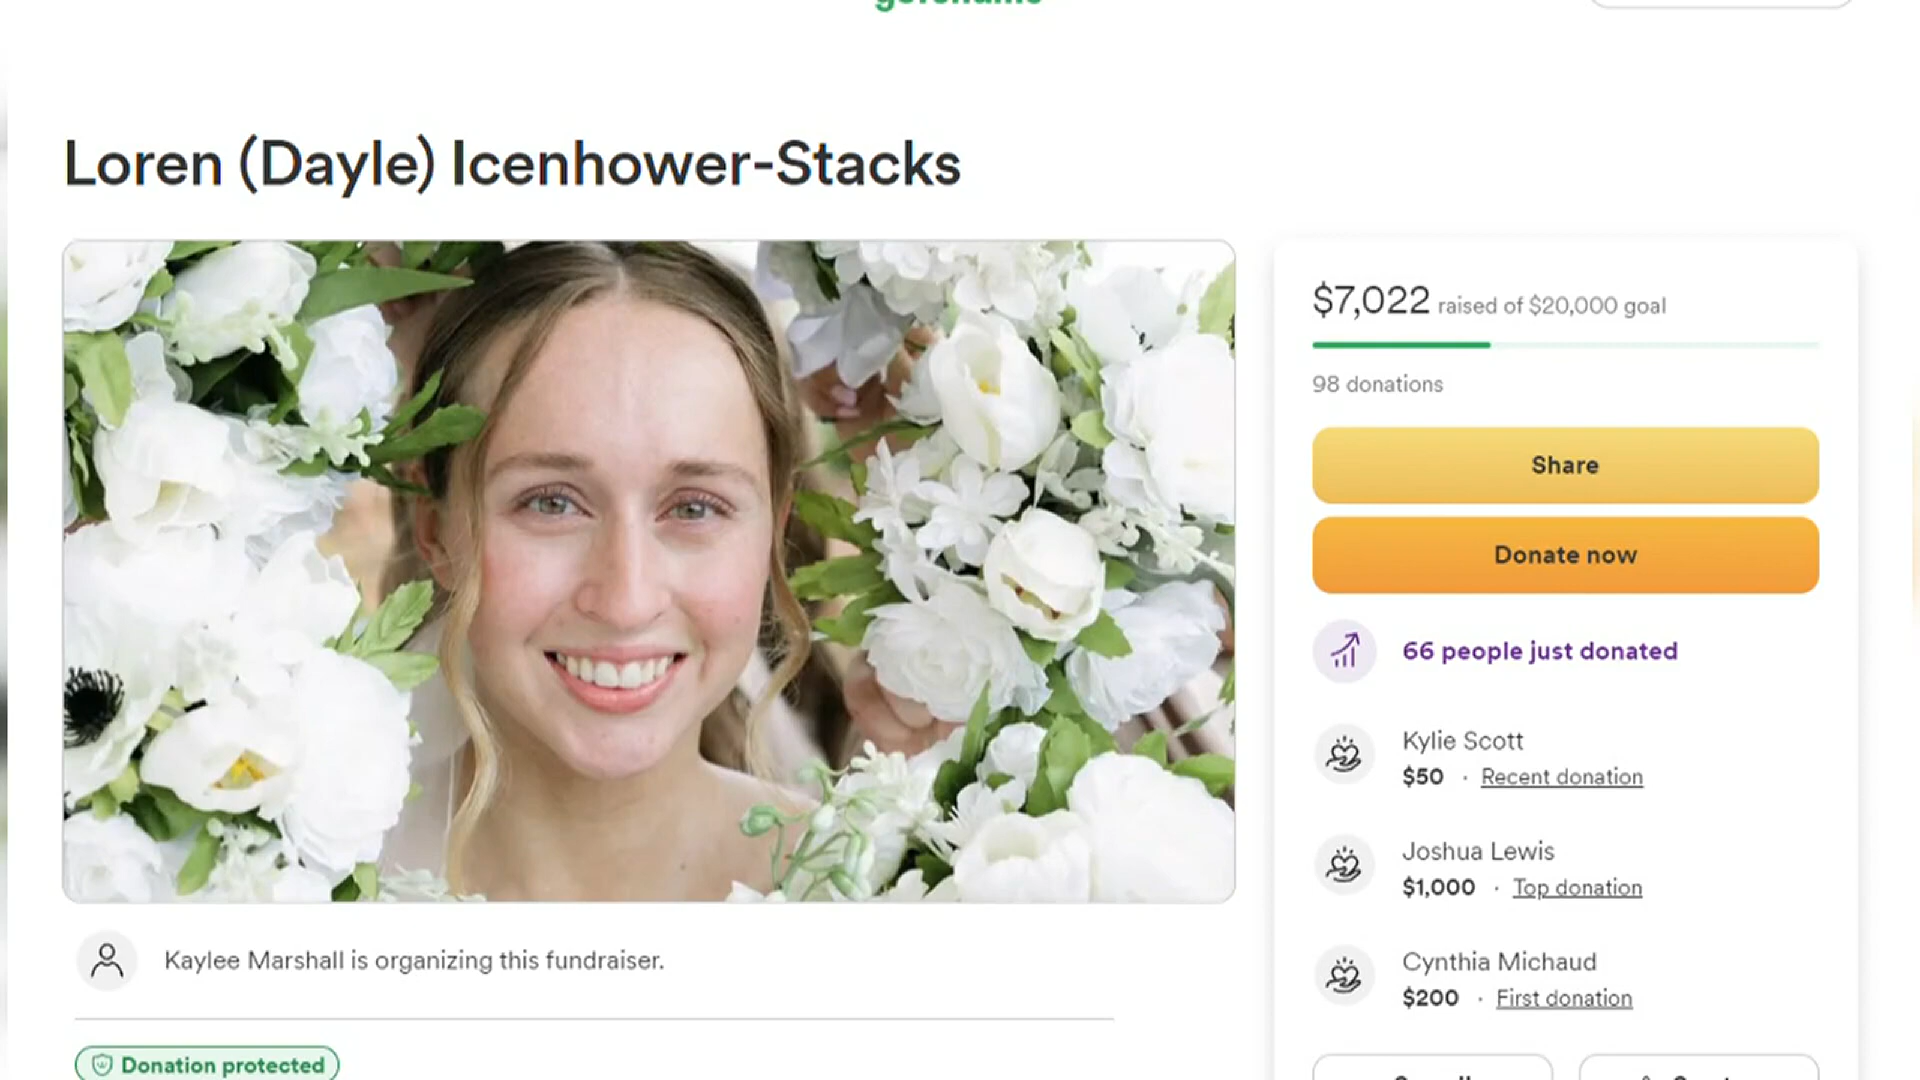 Loren (Dayle) Icenhower-Stacks
$7,022 raised of $20,000 goal
98 donations
Share
Donate now
66 people just donated
Kylie Scott
$50 · Recent donation
Joshua Lewis
$1,000 · Top donation
Cynthia Michaud
$200 · First donation
Kaylee Marshall is organizing this fundraiser.
Donation protected